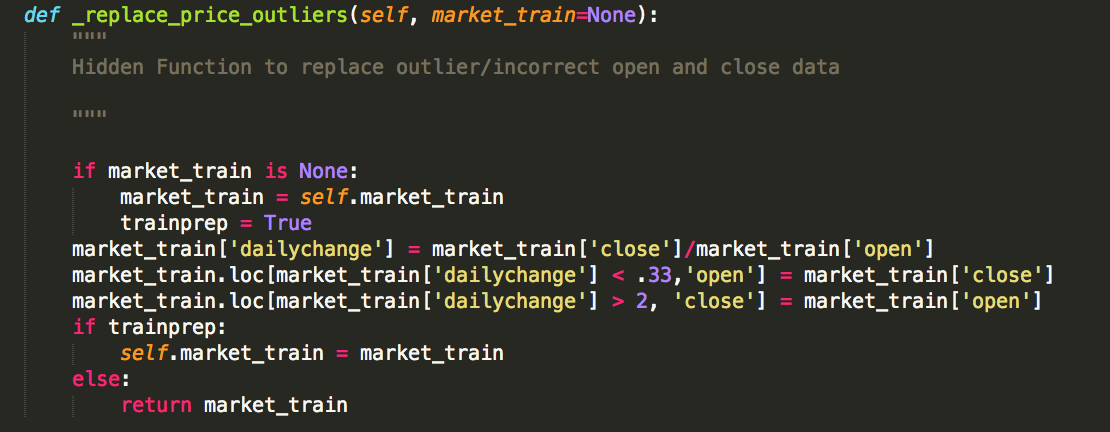 def _replace_price_outliers(self, market_train=None):
    """
    Hidden Function to replace outlier/incorrect open and close data

    """

    if market_train is None:
        market_train = self.market_train
        trainprep = True
    market_train['dailychange'] = market_train['close']/market_train['open']
    market_train.loc[market_train['dailychange'] < .33,'open'] = market_train['close']
    market_train.loc[market_train['dailychange'] > 2, 'close'] = market_train['open']
    if trainprep:
        self.market_train = market_train
    else:
        return market_train